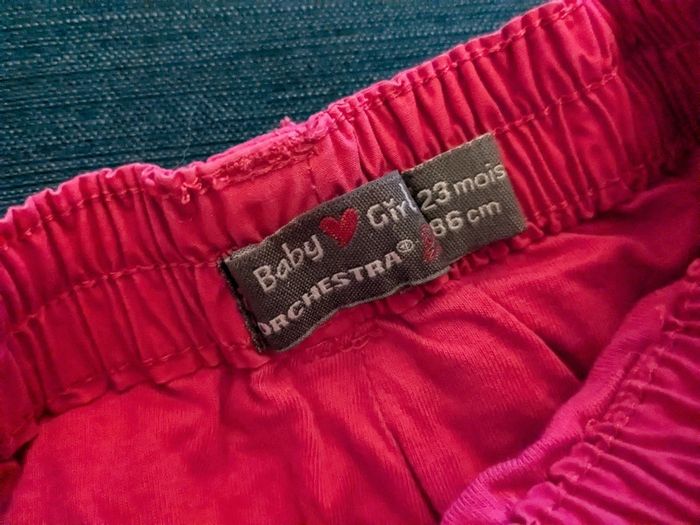 Baby Girl
ORCHESTRA
23 mois
86 cm